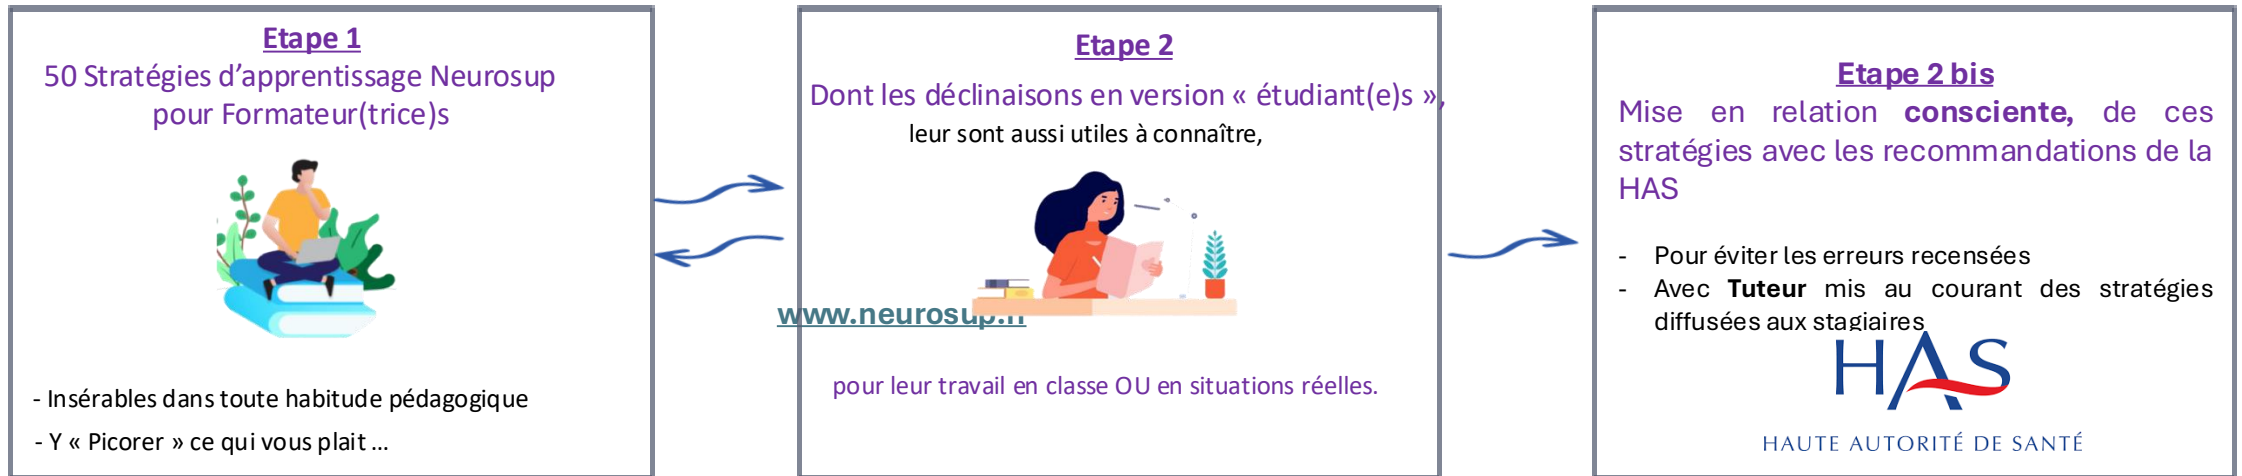 Etape 1
50 Stratégies d’apprentissage Neurosup
pour Formateur(trice)s
- Insérables dans toute habitude pédagogique
- Y « Picorer » ce qui vous plait …
Etape 2
Dont les déclinaisons en version « étudiant(e)s »,
leur sont aussi utiles à connaître,
www.neurosup.fr
pour leur travail en classe OU en situations réelles.
Etape 2 bis
Mise en relation consciente, de ces
stratégies avec les recommandations de la
HAS
- Pour éviter les erreurs recensées
- Avec Tuteur mis au courant des stratégies
diffusées aux stagiaires
HAS
HAUTE AUTORITÉ DE SANTÉ